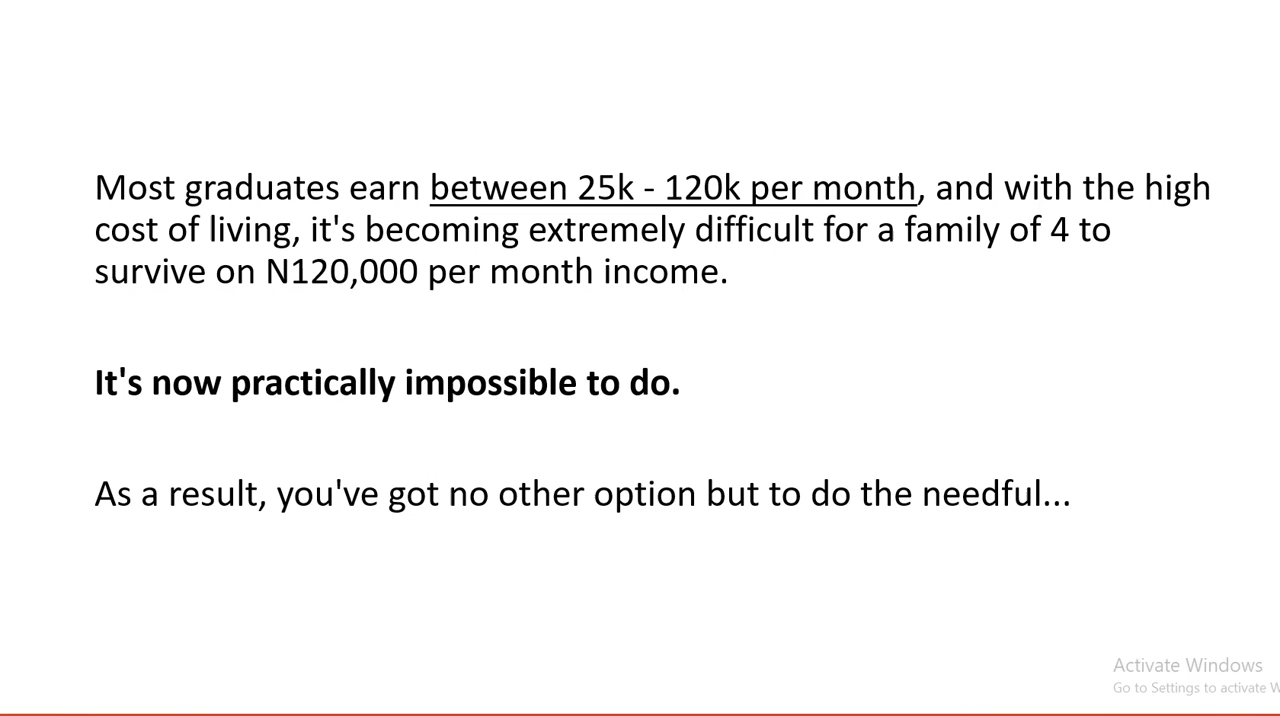 Most graduates earn between 25k - 120k per month, and with the high
cost of living, it's becoming extremely difficult for a family of 4 to
survive on N120,000 per month income.
It's now practically impossible to do.
As a result, you've got no other option but to do the needful...
Activate Windows
Go to Settings to activate W